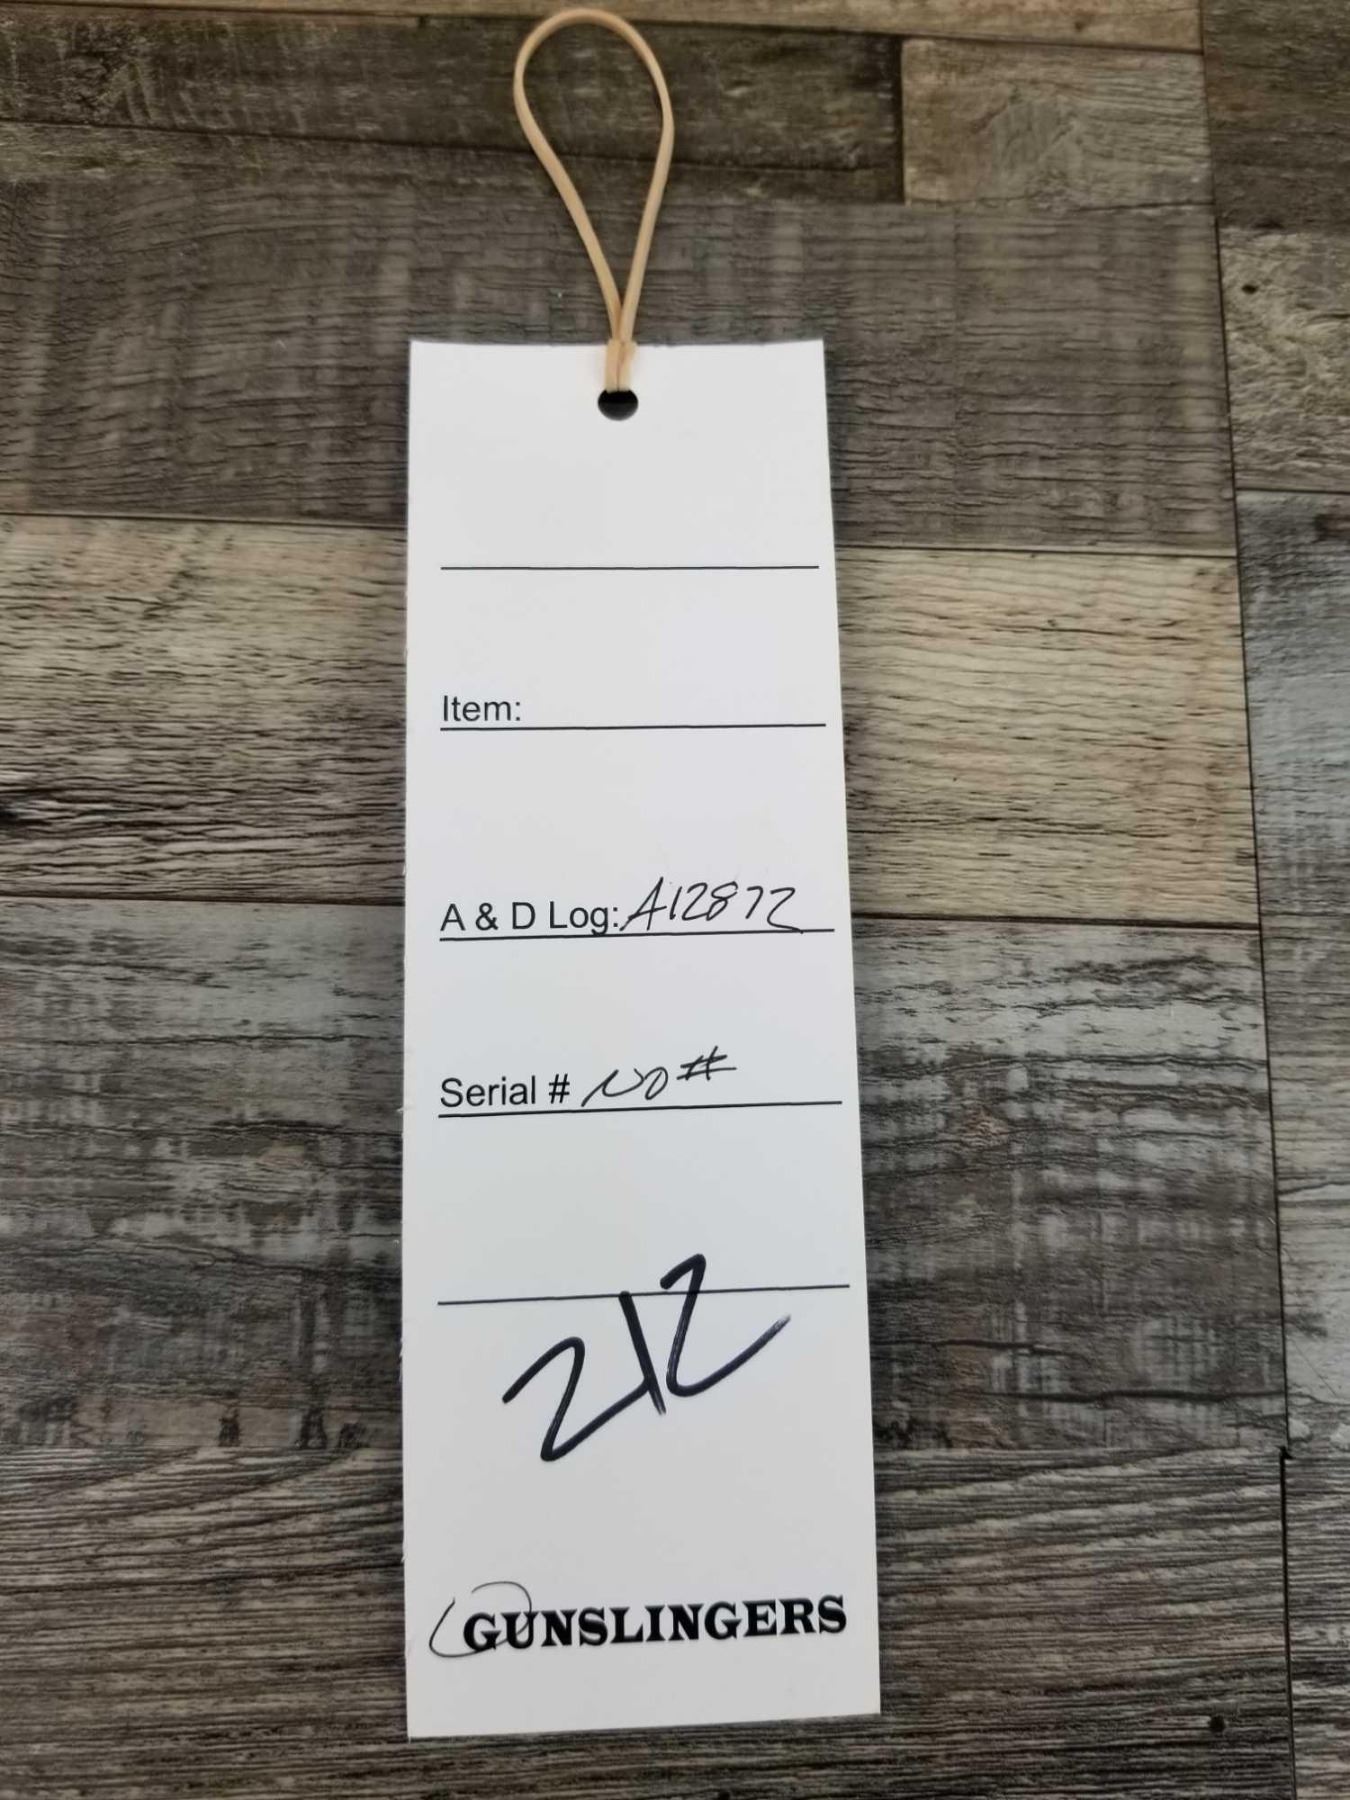 Item:
A & D Log: A12872
Serial # NO #
212
GUNSLINGERS